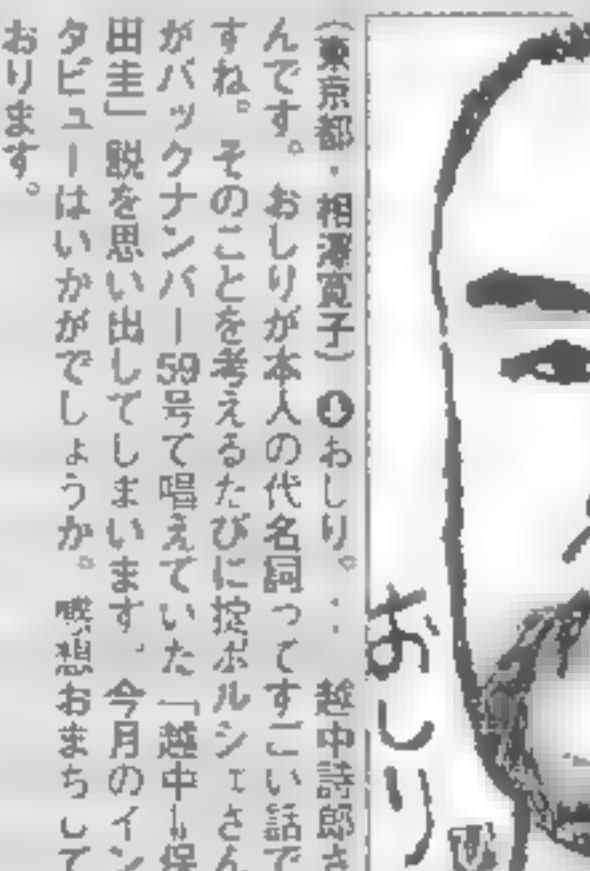 （東京都・相澤寛子）おしり。‥ 越中詩郎さ
んです。おしりが本人の代名詞ってすごい話で
すね。そのことを考えるたびに掟ポルシェさん
がバックナンバー59号で唱えていた「越中＝保
田圭」説を思い出してしまいます。今月のイン
タビューはいかがでしょうか。感想おまちして
おります。
おしり